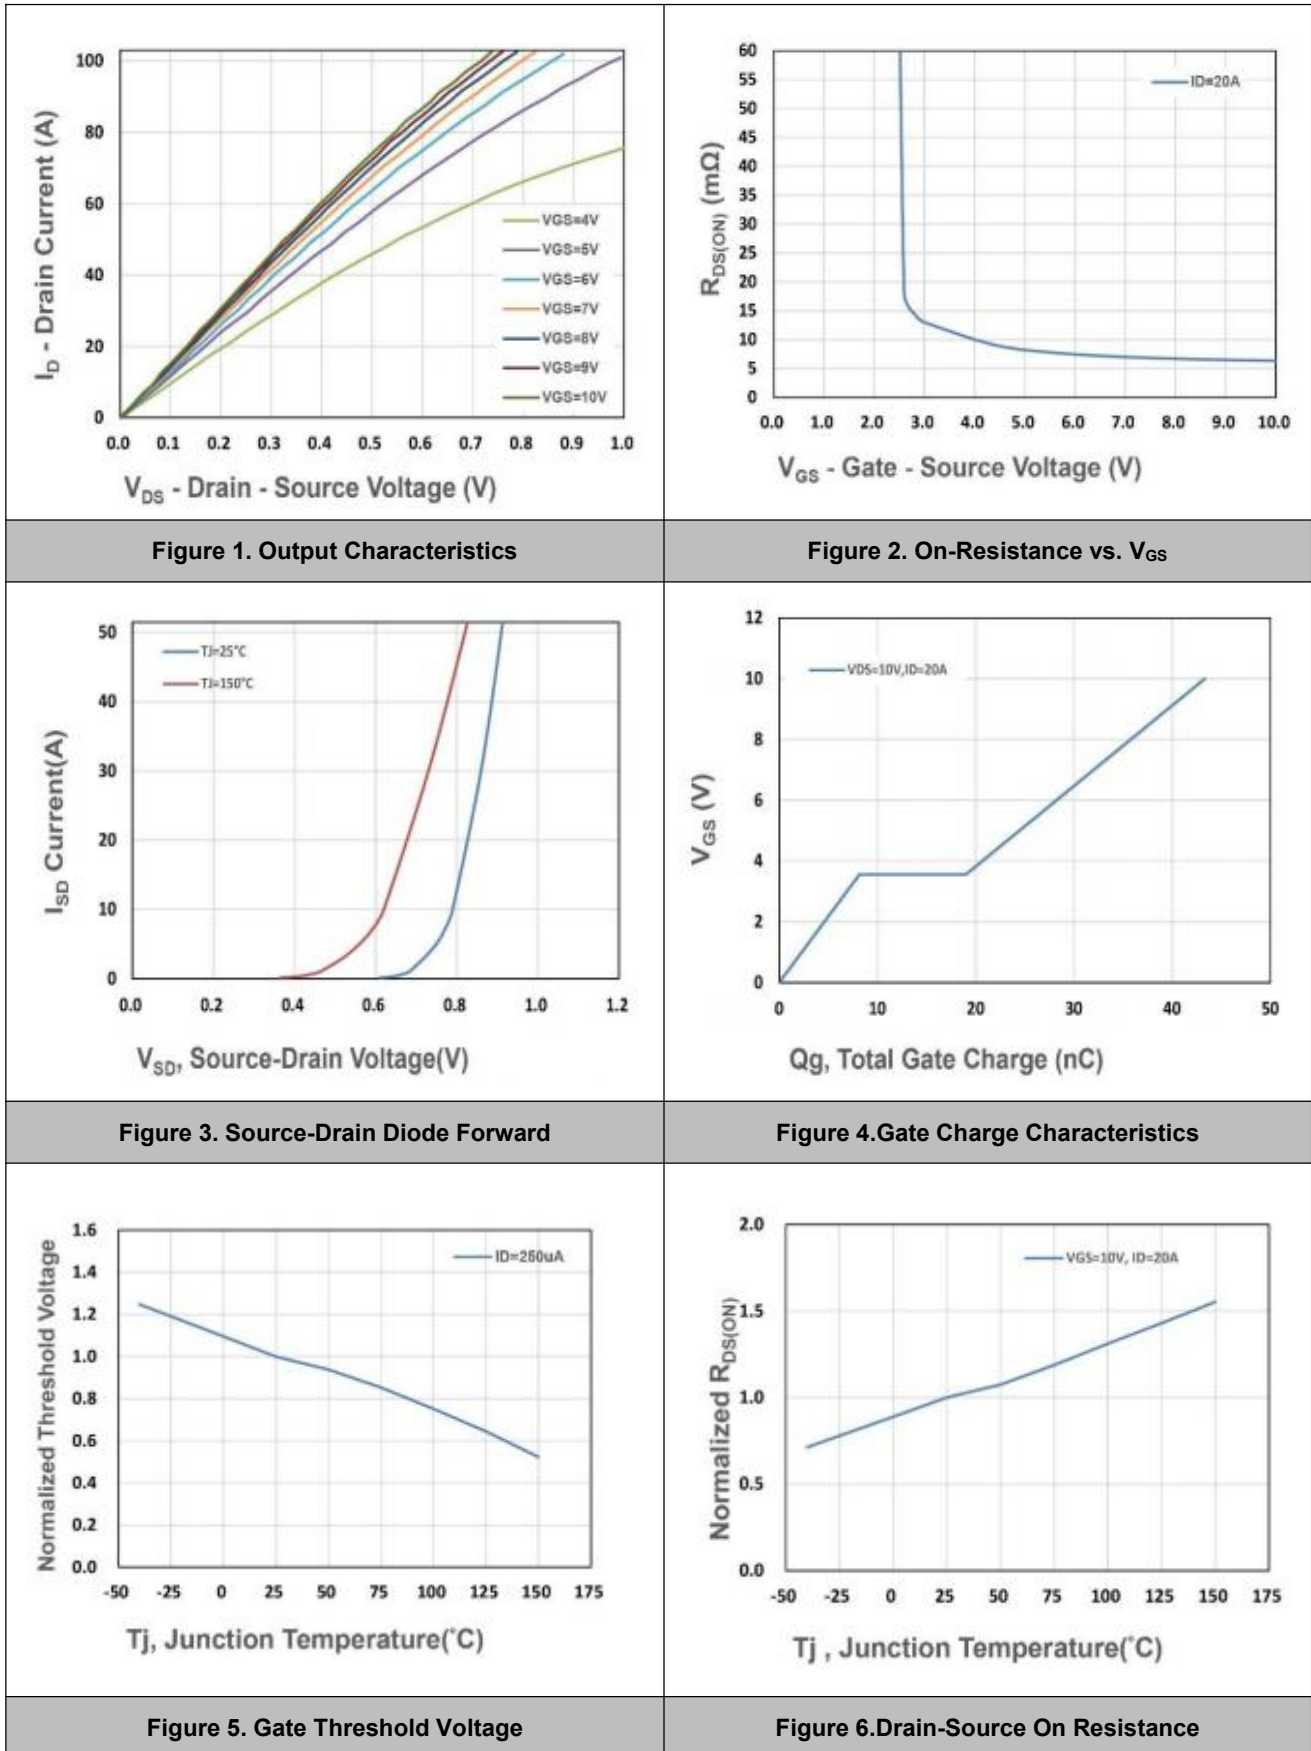 100
80
60
40
20
0
0.0 0.1 0.2 0.3 0.4 0.5 0.6 0.7 0.8 0.9 1.0
I_D - Drain Current (A)
V_DS - Drain - Source Voltage (V)
VGS=4V
VGS=5V
VGS=6V
VGS=7V
VGS=8V
VGS=9V
VGS=10V
Figure 1. Output Characteristics
60
55
50
45
40
35
30
25
20
15
10
5
0
0.0 1.0 2.0 3.0 4.0 5.0 6.0 7.0 8.0 9.0 10.0
R_DS(ON) (mΩ)
V_GS - Gate - Source Voltage (V)
ID=20A
Figure 2. On-Resistance vs. V_GS
50
40
30
20
10
0
0.0 0.2 0.4 0.6 0.8 1.0 1.2
I_SD Current(A)
V_SD, Source-Drain Voltage(V)
TJ=25°C
TJ=150°C
Figure 3. Source-Drain Diode Forward
12
10
8
6
4
2
0
0 10 20 30 40 50
V_GS (V)
Qg, Total Gate Charge (nC)
VDS=10V,ID=20A
Figure 4.Gate Charge Characteristics
1.6
1.4
1.2
1.0
0.8
0.6
0.4
0.2
0.0
-50 -25 0 25 50 75 100 125 150 175
Normalized Threshold Voltage
Tj, Junction Temperature(°C)
ID=250uA
Figure 5. Gate Threshold Voltage
2.0
1.5
1.0
0.5
0.0
-50 -25 0 25 50 75 100 125 150 175
Normalized R_DS(ON)
Tj , Junction Temperature(°C)
VGS=10V, ID=20A
Figure 6.Drain-Source On Resistance